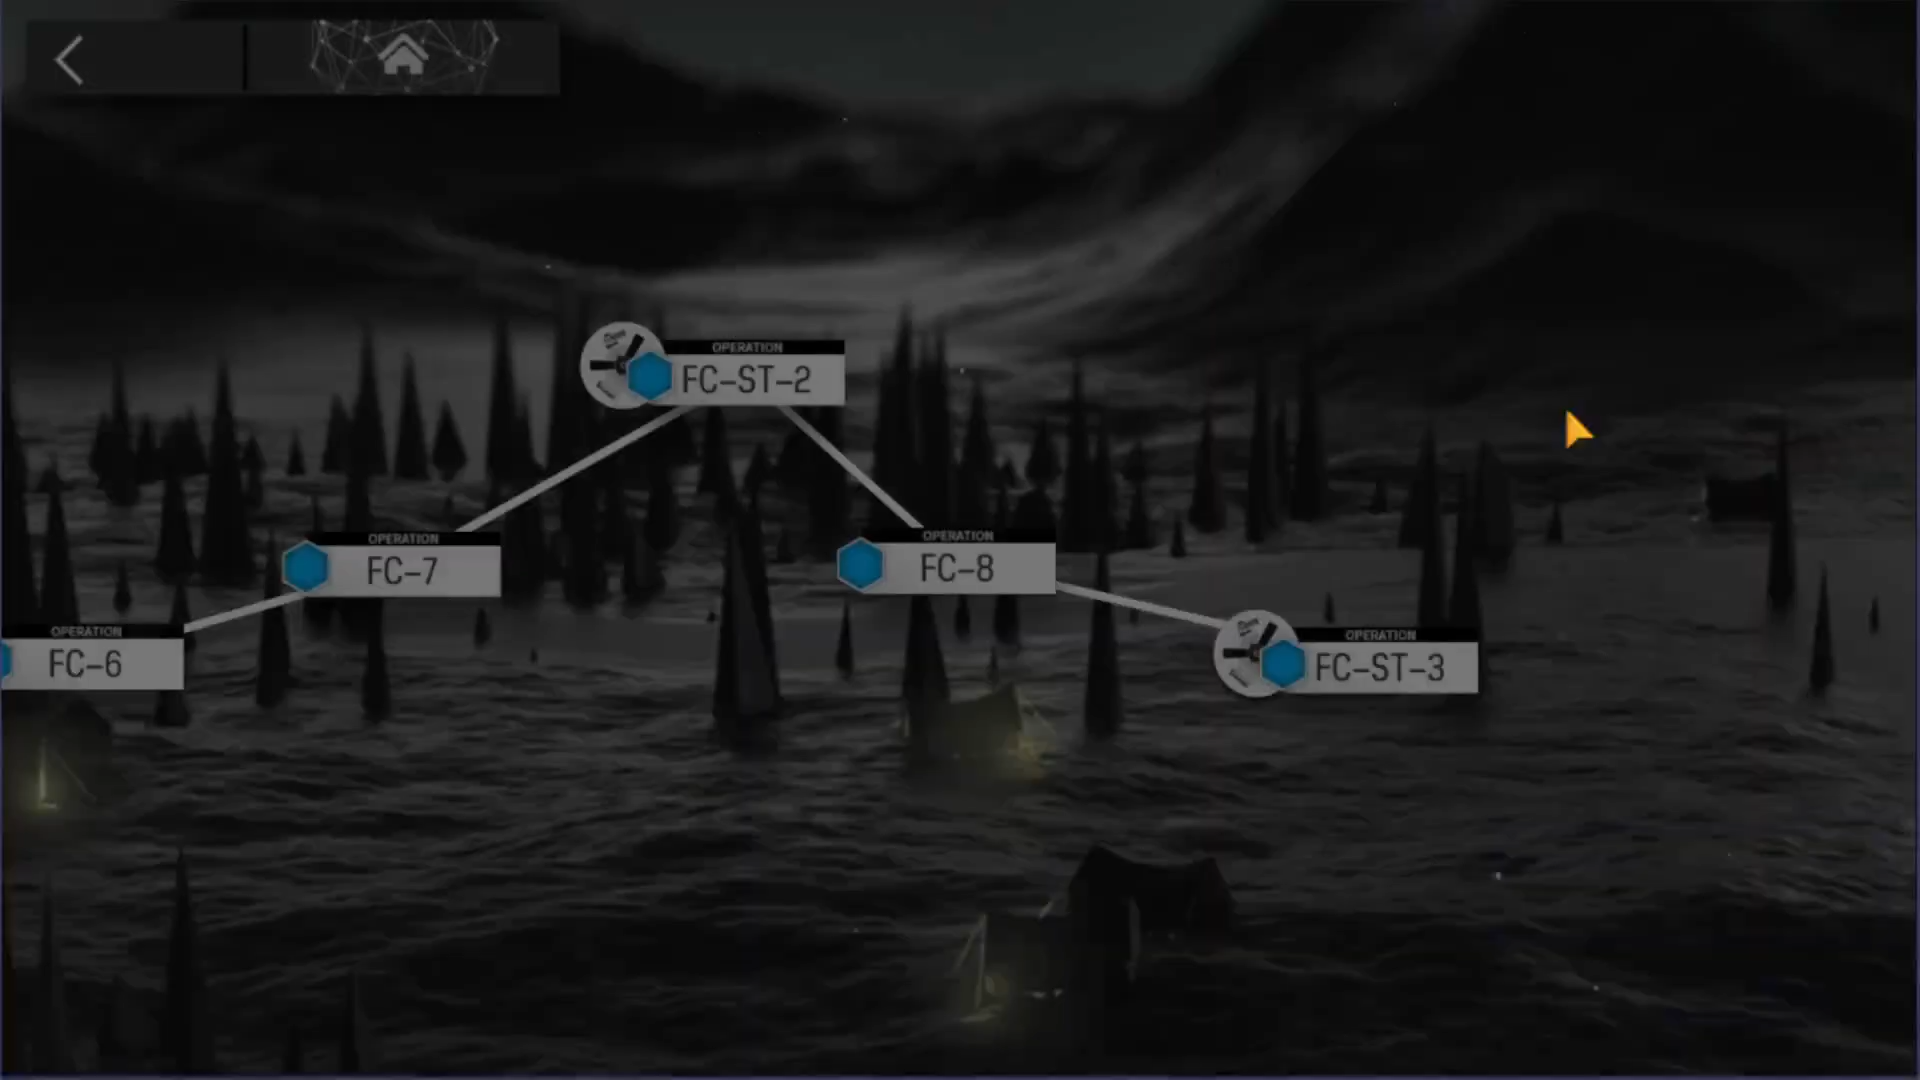 OPERATION
FC-ST-2
OPERATION
FC-7
OPERATION
FC-8
OPERATION
FC-6
OPERATION
FC-ST-3